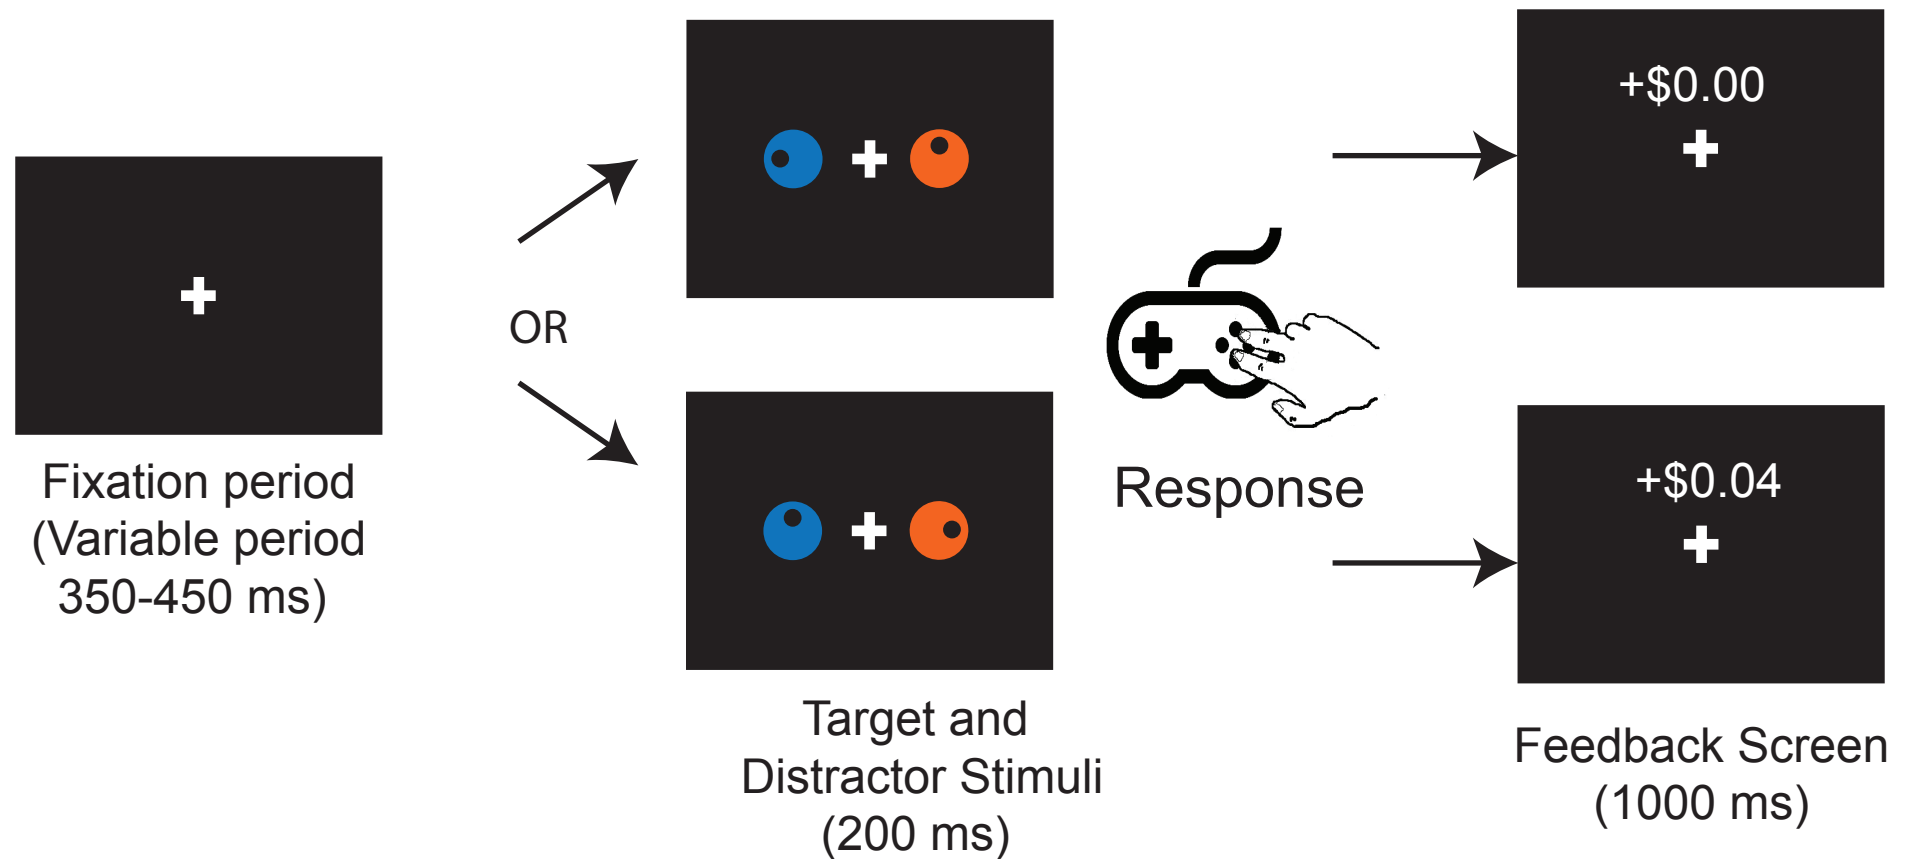 Fixation period
(Variable period
350-450 ms)
OR
Target and
Distractor Stimuli
(200 ms)
Response
+$0.00
+$0.04
Feedback Screen
(1000 ms)